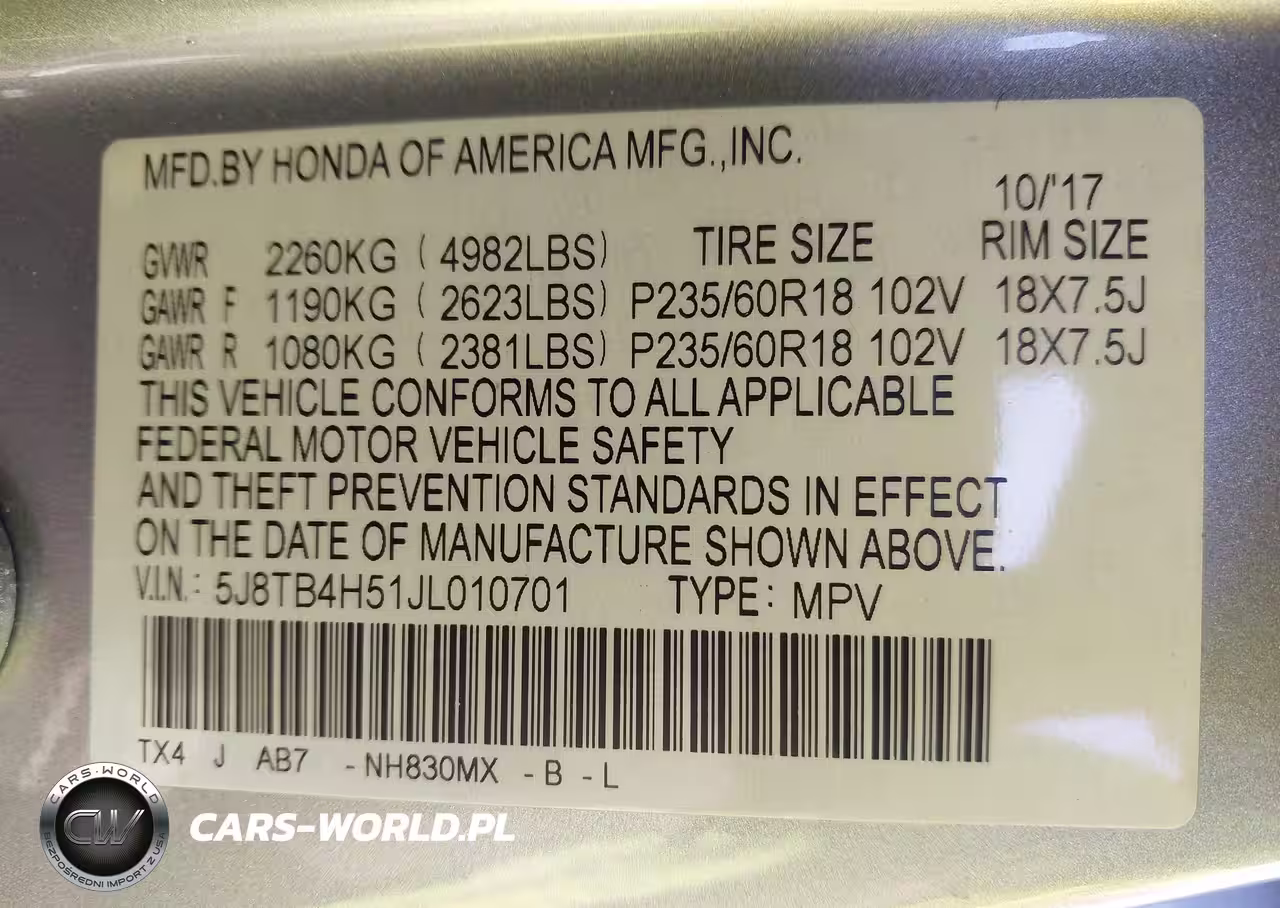 MFD.BY HONDA OF AMERICA MFG.,INC.
10/'17
GVWR 2260KG ( 4982LBS) TIRE SIZE RIM SIZE
GAWR F 1190KG ( 2623LBS) P235/60R18 102V 18X7.5J
GAWR R 1080KG ( 2381LBS) P235/60R18 102V 18X7.5J
THIS VEHICLE CONFORMS TO ALL APPLICABLE
FEDERAL MOTOR VEHICLE SAFETY
AND THEFT PREVENTION STANDARDS IN EFFECT
ON THE DATE OF MANUFACTURE SHOWN ABOVE.
V.I.N.: 5J8TB4H51JL010701 TYPE: MPV
TX4 J AB7 -NH830MX -B -L
CARS-WORLD
CW
BEZPOŚREDNI IMPORT Z USA
CARS-WORLD.PL